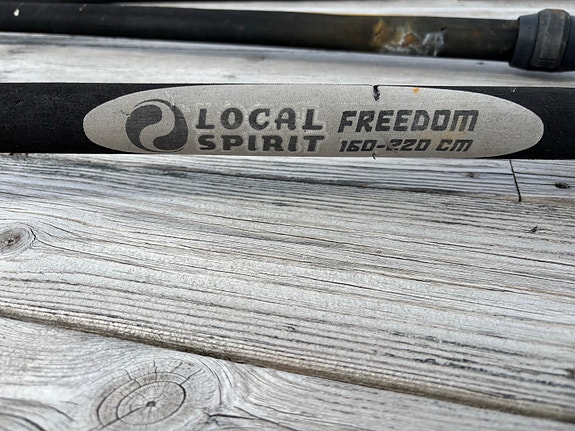 LOCAL
SPIRIT
FREEDOM
160-220 CM